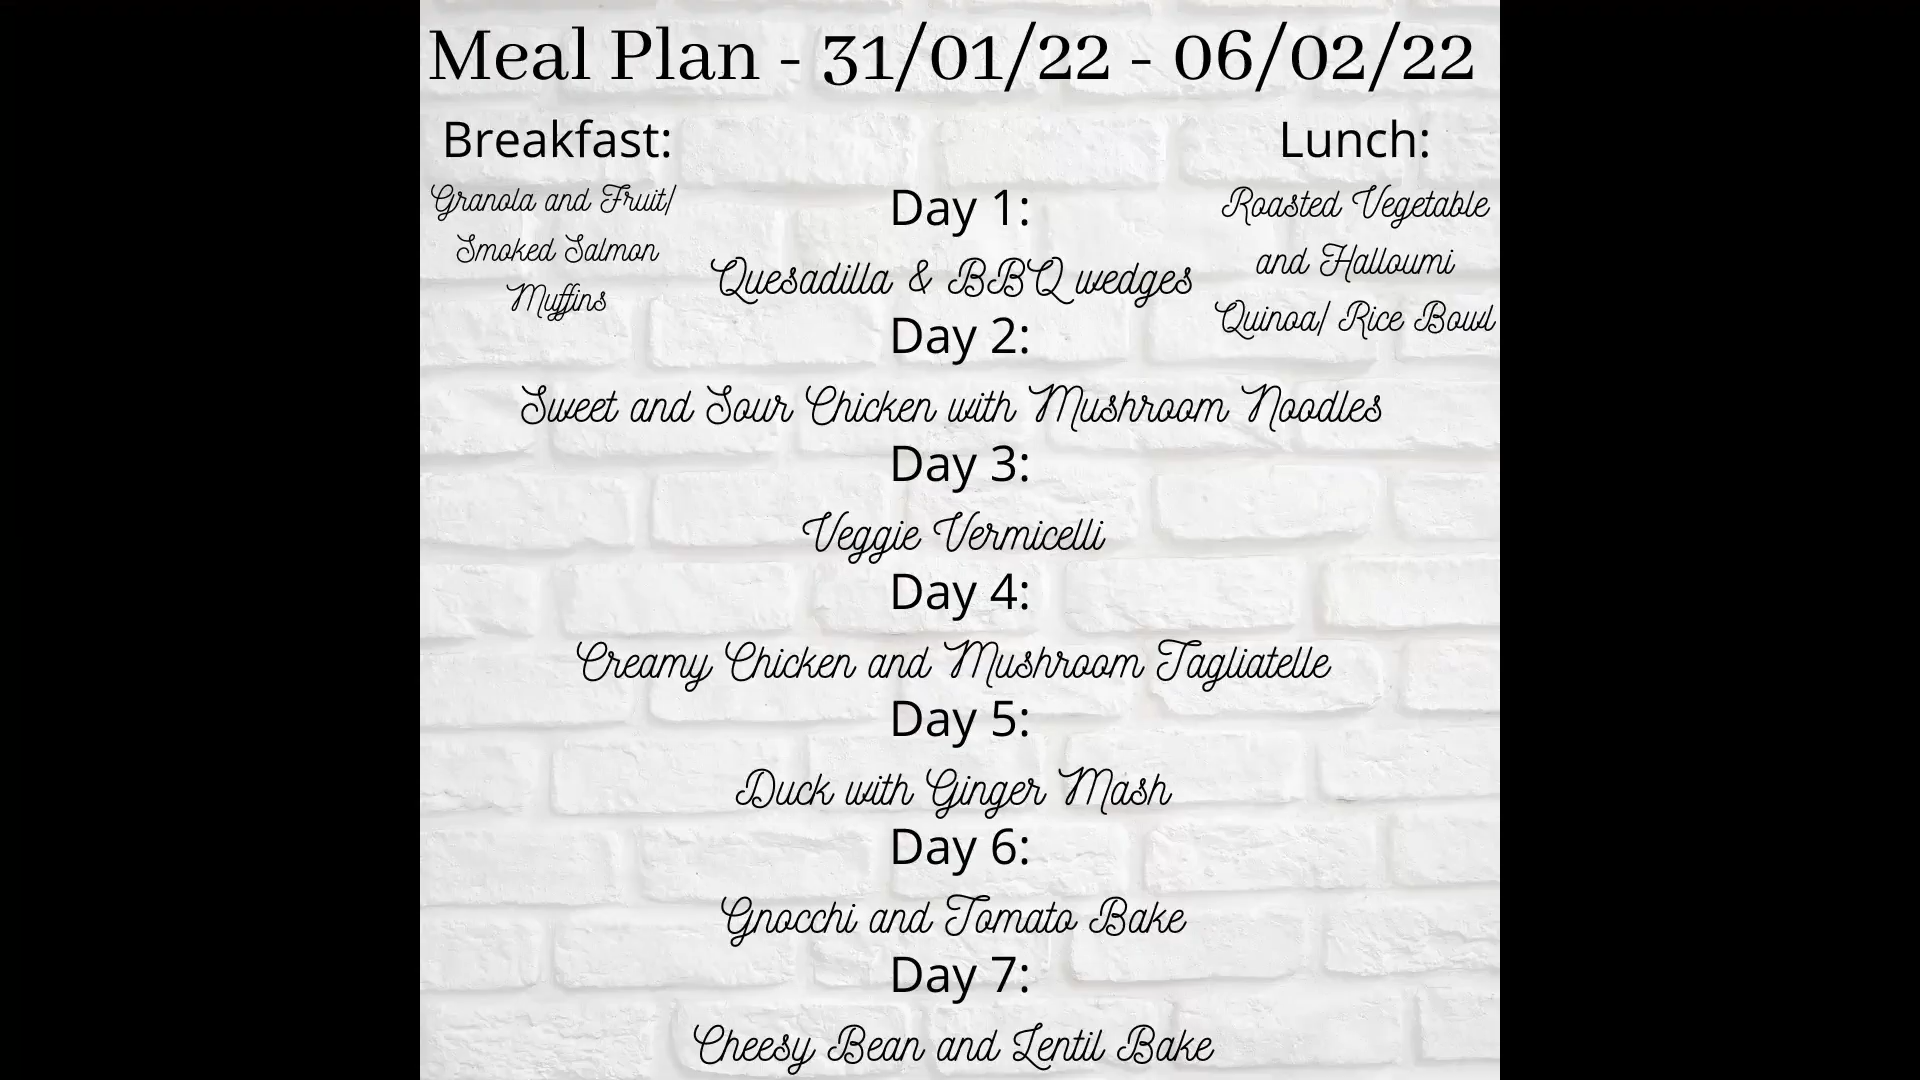 Meal Plan - 31/01/22 - 06/02/22
Breakfast:
Granola and Fruit/
Smoked Salmon
Muffins
Lunch:
Roasted Vegetable
and Halloumi
Quinoa/ Rice Bowl
Day 1:
Quesadilla & BBQ wedges
Day 2:
Sweet and Sour Chicken with Mushroom Noodles
Day 3:
Veggie Vermicelli
Day 4:
Creamy Chicken and Mushroom Tagliatelle
Day 5:
Duck with Ginger Mash
Day 6:
Gnocchi and Tomato Bake
Day 7:
Cheesy Bean and Lentil Bake